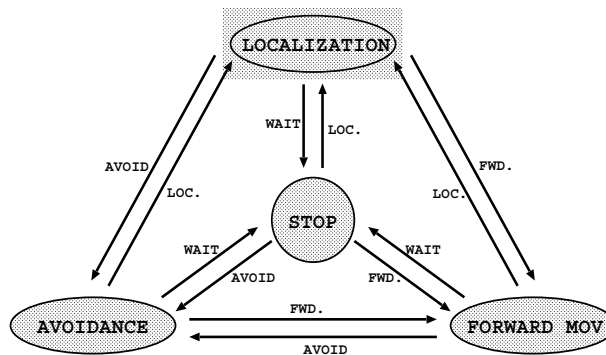 LOCALIZATION
WAIT
LOC.
AVOID
LOC.
FWD.
LOC.
STOP
WAIT
AVOID
WAIT
FWD.
AVOIDANCE
FWD.
AVOID
FORWARD MOV